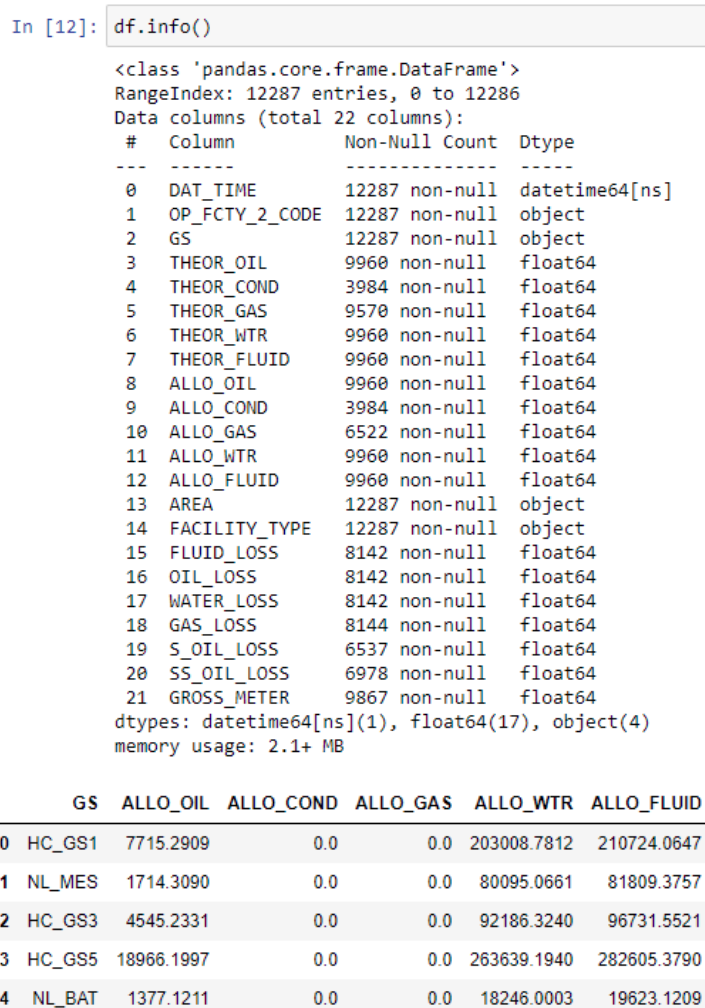 In [12]: df.info()
<class 'pandas.core.frame.DataFrame'>
RangeIndex: 12287 entries, 0 to 12286
Data columns (total 22 columns):
# Column Non-Null Count Dtype
--- ------ -------------- -----
0 DAT_TIME 12287 non-null datetime64[ns]
1 OP_FCTY_2_CODE 12287 non-null object
2 GS 12287 non-null object
3 THEOR_OIL 9960 non-null float64
4 THEOR_COND 3984 non-null float64
5 THEOR_GAS 9570 non-null float64
6 THEOR_WTR 9960 non-null float64
7 THEOR_FLUID 9960 non-null float64
8 ALLO_OIL 9960 non-null float64
9 ALLO_COND 3984 non-null float64
10 ALLO_GAS 6522 non-null float64
11 ALLO_WTR 9960 non-null float64
12 ALLO_FLUID 9960 non-null float64
13 AREA 12287 non-null object
14 FACILITY_TYPE 12287 non-null object
15 FLUID_LOSS 8142 non-null float64
16 OIL_LOSS 8142 non-null float64
17 WATER_LOSS 8142 non-null float64
18 GAS_LOSS 8144 non-null float64
19 S_OIL_LOSS 6537 non-null float64
20 SS_OIL_LOSS 6978 non-null float64
21 GROSS_METER 9867 non-null float64
dtypes: datetime64[ns](1), float64(17), object(4)
memory usage: 2.1+ MB
GS ALLO_OIL ALLO_COND ALLO_GAS ALLO_WTR ALLO_FLUID
0 HC_GS1 7715.2909 0.0 0.0 203008.7812 210724.0647
1 NL_MES 1714.3090 0.0 0.0 80095.0661 81809.3757
2 HC_GS3 4545.2331 0.0 0.0 92186.3240 96731.5521
3 HC_GS5 18966.1997 0.0 0.0 263639.1940 282605.3790
4 NL_BAT 1377.1211 0.0 0.0 18246.0003 19623.1209